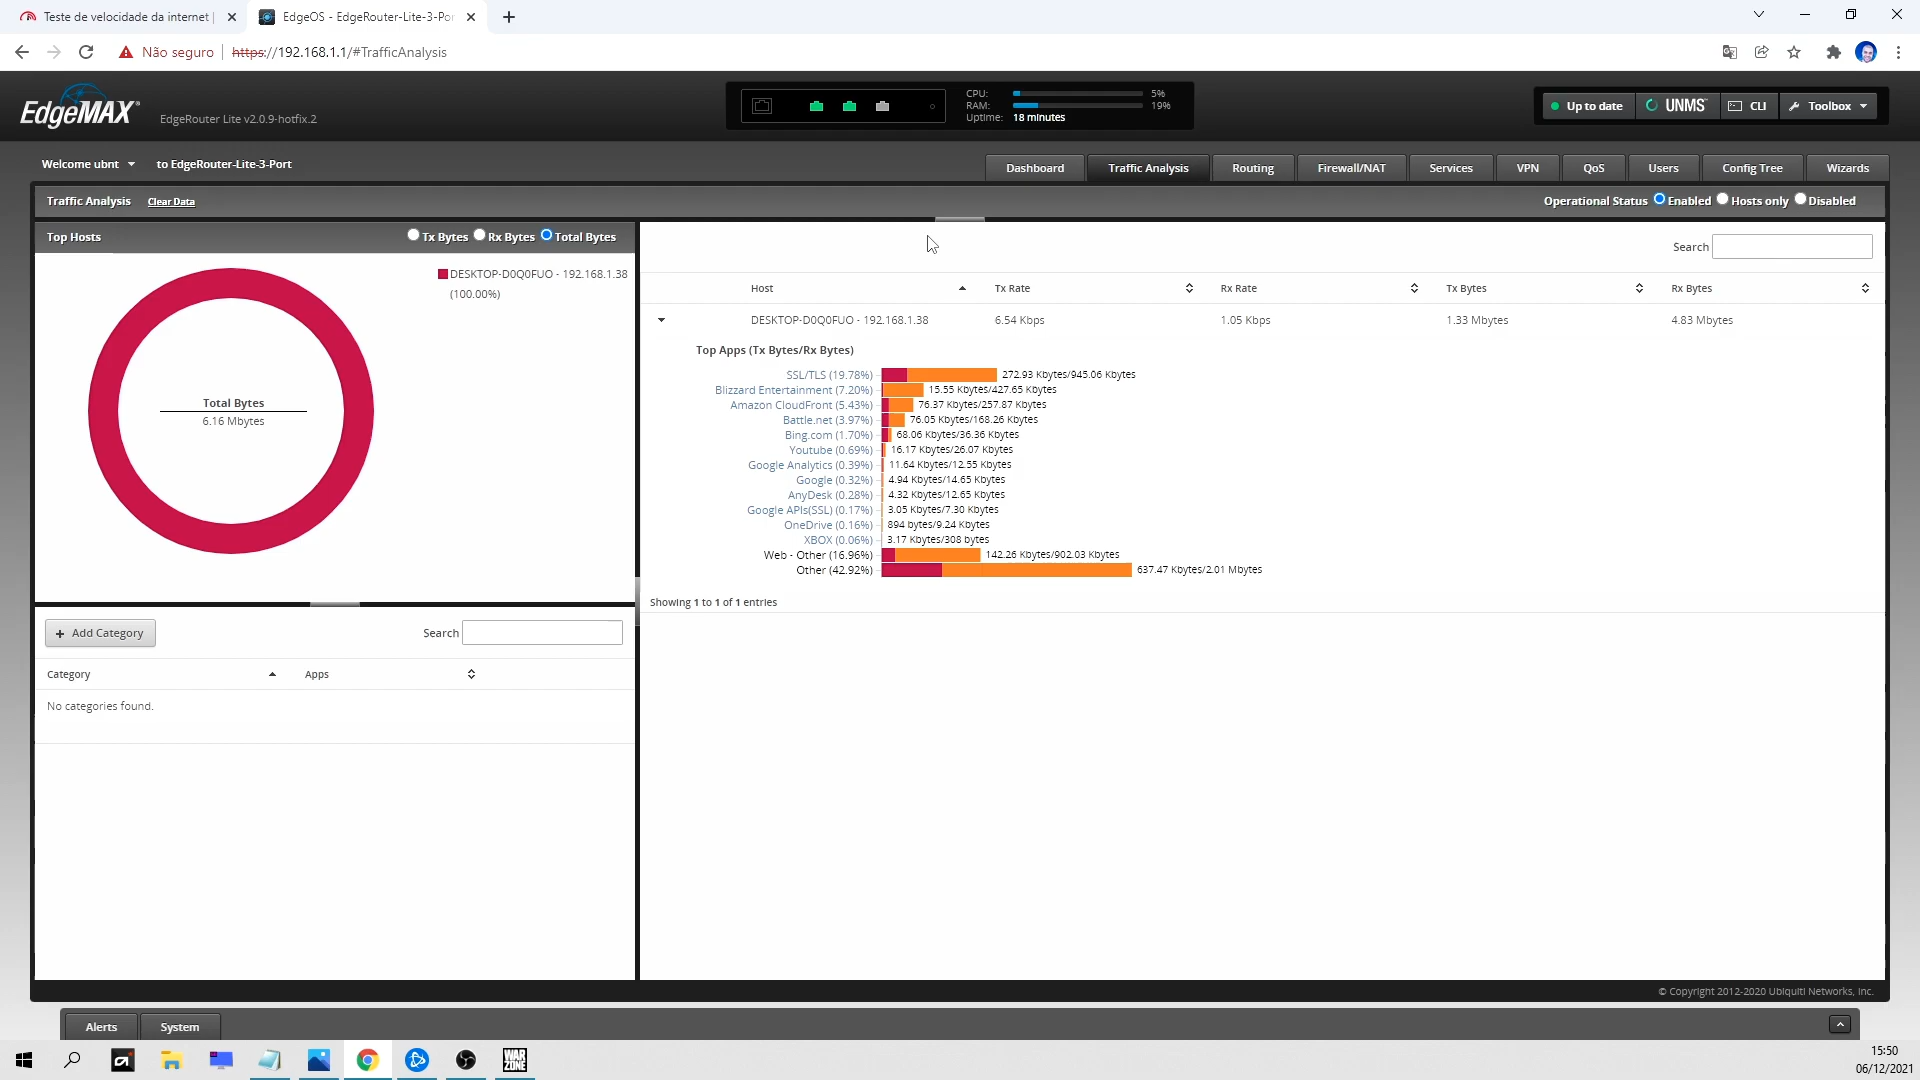 Teste de velocidade da internet |
EdgeOS - EdgeRouter-Lite-3-Por
Não seguro | https://192.168.1.1/#TrafficAnalysis
EdgeMAX
EdgeRouter Lite v2.0.9-hotfix.2
CPU: 5%
RAM: 19%
Uptime: 18 minutes
Up to date
UNMS
CLI
Toolbox
Welcome ubnt
to EdgeRouter-Lite-3-Port
Dashboard
Traffic Analysis
Routing
Firewall/NAT
Services
VPN
QoS
Users
Config Tree
Wizards
Traffic Analysis
Clear Data
Operational Status Enabled Hosts only Disabled
Top Hosts
Tx Bytes Rx Bytes Total Bytes
DESKTOP-D0Q0FUO - 192.168.1.38
(100.00%)
Total Bytes
6.16 Mbytes
Search
Host Tx Rate Rx Rate Tx Bytes Rx Bytes
DESKTOP-D0Q0FUO - 192.168.1.38 6.54 Kbps 1.05 Kbps 1.33 Mbytes 4.83 Mbytes
Top Apps (Tx Bytes/Rx Bytes)
SSL/TLS (19.78%) 272.93 Kbytes/945.06 Kbytes
Blizzard Entertainment (7.20%) 15.55 Kbytes/427.65 Kbytes
Amazon CloudFront (5.43%) 76.37 Kbytes/257.87 Kbytes
Battle.net (3.97%) 76.05 Kbytes/168.26 Kbytes
Bing.com (1.70%) 68.06 Kbytes/36.36 Kbytes
Youtube (0.69%) 16.17 Kbytes/26.07 Kbytes
Google Analytics (0.39%) 11.64 Kbytes/12.55 Kbytes
Google (0.32%) 4.94 Kbytes/14.65 Kbytes
AnyDesk (0.28%) 4.32 Kbytes/12.65 Kbytes
Google APIs(SSL) (0.17%) 3.05 Kbytes/7.30 Kbytes
OneDrive (0.16%) 894 bytes/9.24 Kbytes
XBOX (0.06%) 3.17 Kbytes/308 bytes
Web - Other (16.96%) 142.26 Kbytes/902.03 Kbytes
Other (42.92%) 637.47 Kbytes/2.01 Mbytes
Showing 1 to 1 of 1 entries
+ Add Category
Search
Category Apps
No categories found.
© Copyright 2012-2020 Ubiquiti Networks, Inc.
Alerts
System
WAR
ZONE
15:50
06/12/2021